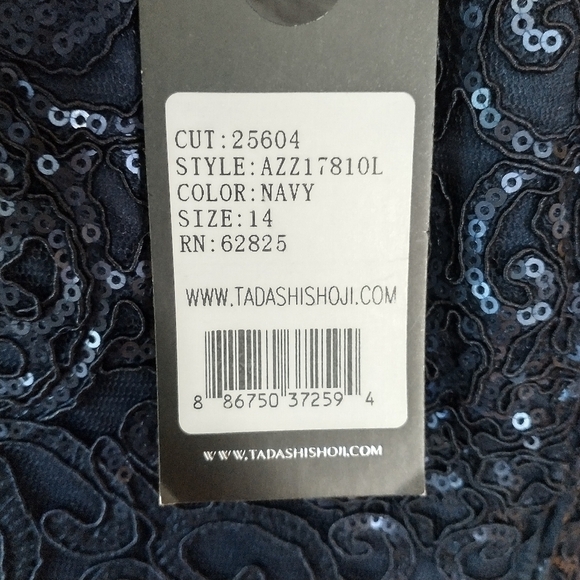 CUT:25604
STYLE:AZZ17810L
COLOR:NAVY
SIZE:14
RN:62825
WWW.TADASHISHOJI.COM
8 86750 37259 4
WWW.TADASHISHOJI.COM